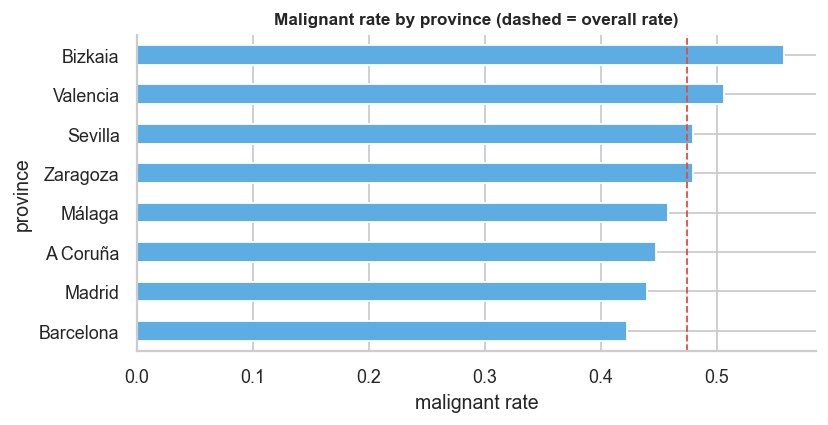 Malignant rate by province (dashed = overall rate)
Bizkaia
Valencia
Sevilla
Zaragoza
Málaga
A Coruña
Madrid
Barcelona
province
0.0 0.1 0.2 0.3 0.4 0.5
malignant rate